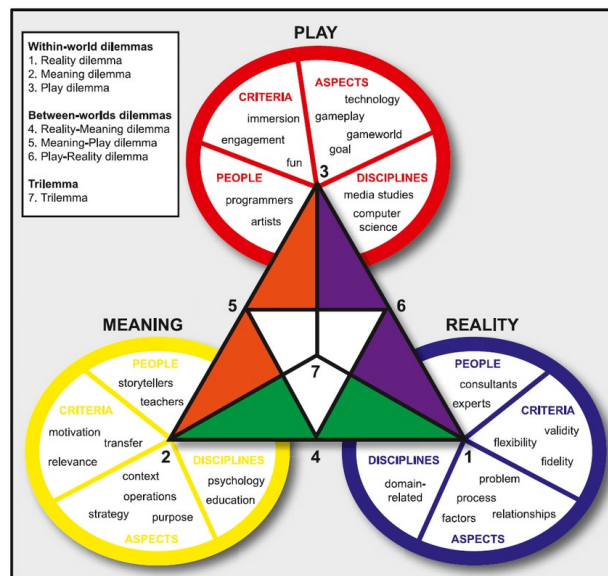 PLAY
Within-world dilemmas
1. Reality dilemma
2. Meaning dilemma
3. Play dilemma
Between-worlds dilemmas
4. Reality-Meaning dilemma
5. Meaning-Play dilemma
6. Play-Reality dilemma
Trilemma
7. Trilemma
CRITERIA
immersion
engagement
fun
ASPECTS
technology
gameplay
gameworld
goal
PEOPLE
programmers
artists
DISCIPLINES
media studies
computer
science
3
5
6
7
MEANING
PEOPLE
storytellers
teachers
CRITERIA
motivation
transfer
relevance
2
DISCIPLINES
psychology
education
context
operations
strategy
purpose
ASPECTS
4
REALITY
PEOPLE
consultants
experts
CRITERIA
validity
flexibility
fidelity
1
DISCIPLINES
domain-
related
problem
process
factors
relationships
ASPECTS